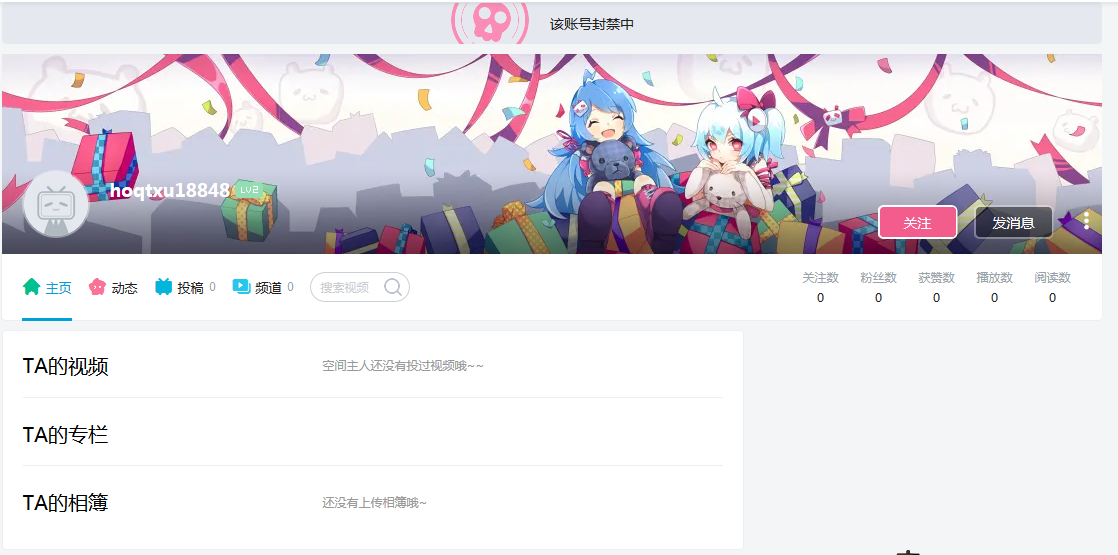 该账号封禁中
hoqtxu18848 LV2
关注 发消息
主页 动态 投稿 0 频道 0 搜索视频
关注数 粉丝数 获赞数 播放数 阅读数
0 0 0 0 0
TA的视频 空间主人还没有投过视频哦~~
TA的专栏
TA的相簿 还没有上传相簿哦~